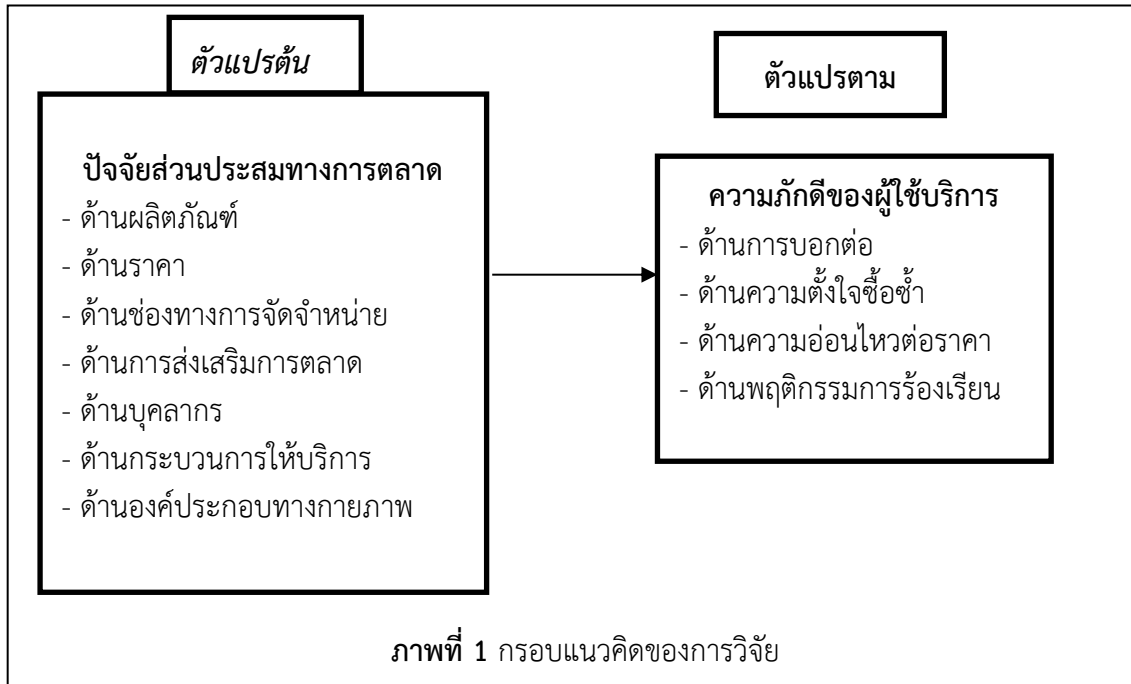 ตัวแปรต้น
ปัจจัยส่วนประสมทางการตลาด
- ด้านผลิตภัณฑ์
- ด้านราคา
- ด้านช่องทางการจัดจำหน่าย
- ด้านการส่งเสริมการตลาด
- ด้านบุคลากร
- ด้านกระบวนการให้บริการ
- ด้านองค์ประกอบทางกายภาพ
ตัวแปรตาม
ความภักดีของผู้ใช้บริการ
- ด้านการบอกต่อ
- ด้านความตั้งใจซื้อซ้ำ
- ด้านความอ่อนไหวต่อราคา
- ด้านพฤติกรรมการร้องเรียน
ภาพที่ 1 กรอบแนวคิดของการวิจัย